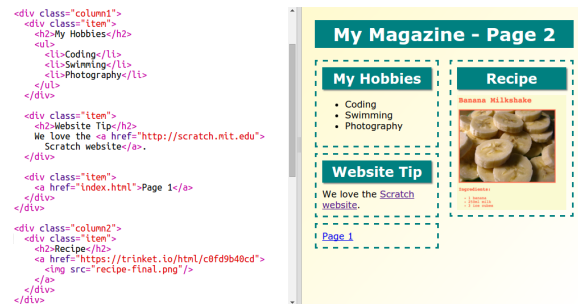 <div class="column1">
<div class="item">
<h2>My Hobbies</h2>
<ul>
<li>Coding</li>
<li>Swimming</li>
<li>Photography</li>
</ul>
</div>
<div class="item">
<h2>Website Tip</h2>
We love the <a href="http://scratch.mit.edu">
Scratch website</a>.
</div>
<div class="item">
<a href="index.html">Page 1</a>
</div>
</div>
<div class="column2">
<div class="item">
<h2>Recipe</h2>
<a href="https://trinket.io/html/c0fd9b40cd">
<img src="recipe-final.png"/>
</a>
</div>
</div>
My Magazine - Page 2
My Hobbies
Coding
Swimming
Photography
Website Tip
We love the Scratch
website.
Page 1
Recipe
Banana Milkshake
Ingredients: